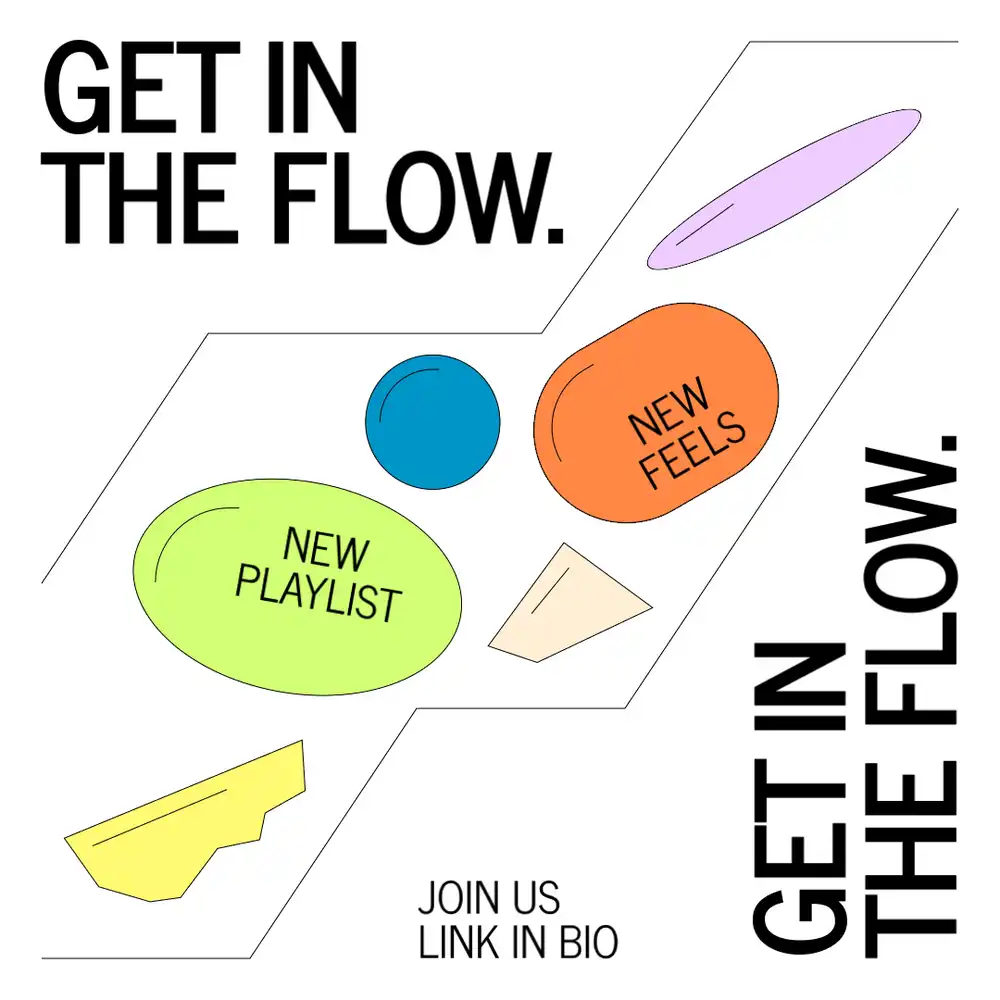 GET IN
THE FLOW.
NEW
FEELS
NEW
PLAYLIST
GET IN
THE FLOW.
JOIN US
LINK IN BIO